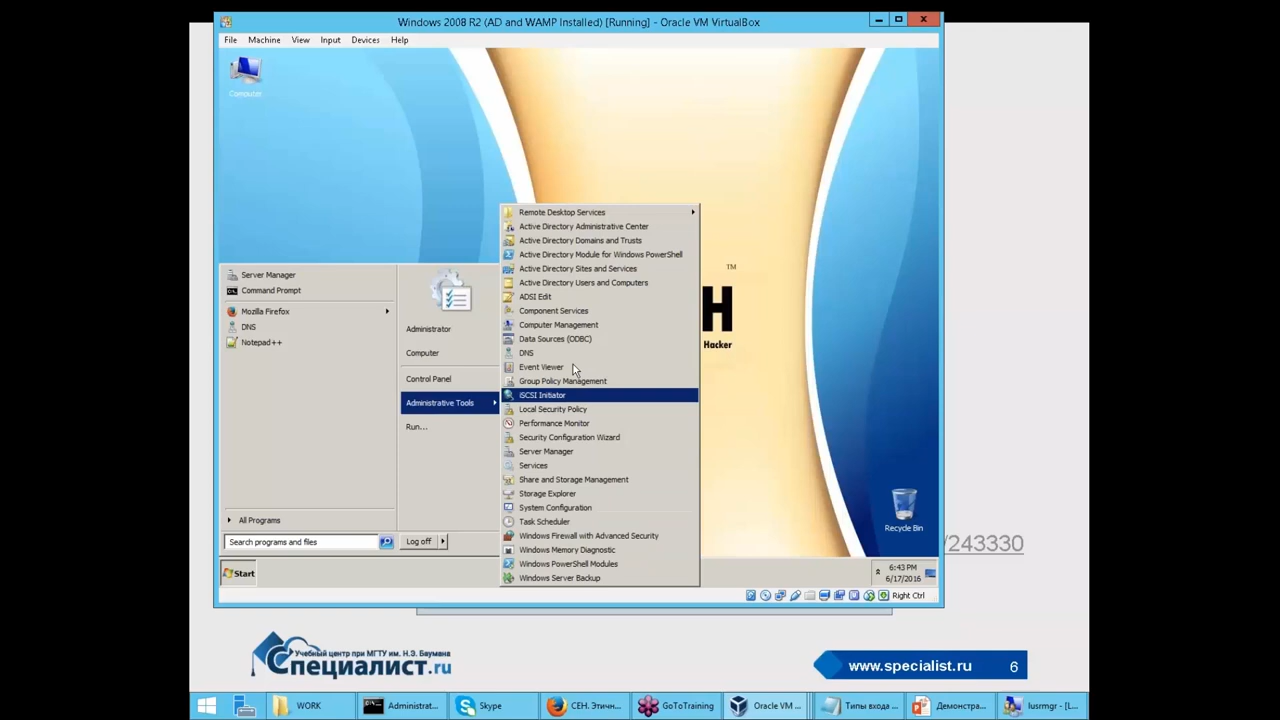 Windows 2008 R2 (AD and WAMP Installed) [Running] - Oracle VM VirtualBox
File Machine View Input Devices Help
Computer
Remote Desktop Services
Active Directory Administrative Center
Active Directory Domains and Trusts
Active Directory Module for Windows PowerShell
Active Directory Sites and Services
Active Directory Users and Computers
ADSI Edit
Component Services
Computer Management
Data Sources (ODBC)
DNS
Event Viewer
Group Policy Management
iSCSI Initiator
Local Security Policy
Performance Monitor
Security Configuration Wizard
Server Manager
Services
Share and Storage Management
Storage Explorer
System Configuration
Task Scheduler
Windows Firewall with Advanced Security
Windows Memory Diagnostic
Windows PowerShell Modules
Windows Server Backup
Server Manager
Command Prompt
Mozilla Firefox
DNS
Notepad++
All Programs
Search programs and files
Log off
Administrator
Computer
Control Panel
Administrative Tools
Run...
TM
H
Hacker
Recycle Bin
/243330
Start
6:43 PM
6/17/2016
Right Ctrl
Учебный центр при МГТУ им. Н.Э. Баумана
Специалист.ru
www.specialist.ru 6
WORK
Administrat...
Skype
CEH. Этичн...
GoToTraining
Oracle VM ...
Типы входа ...
Демонстра...
lusrmgr - [L...